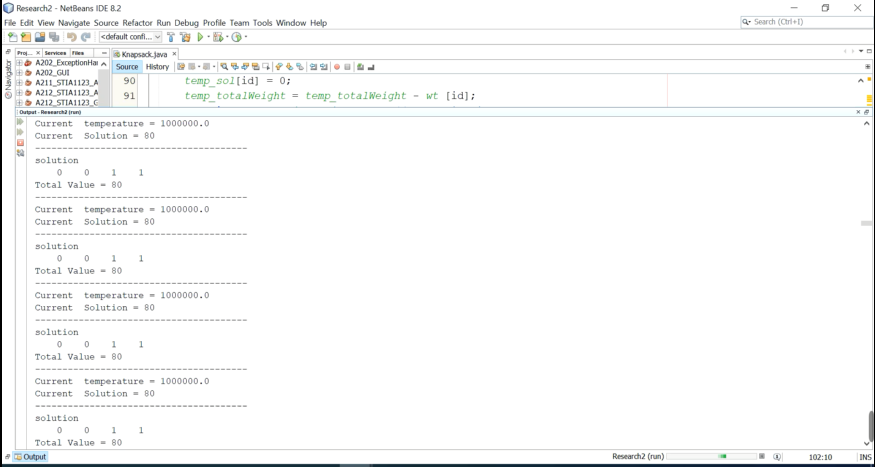 Research2 - NetBeans IDE 8.2
File Edit View Navigate Source Refactor Run Debug Profile Team Tools Window Help
Search (Ctrl+I)
<default confi...
Proj... × Services Files
Knapsack.java ×
Navigator
A202_ExceptionHar
A202_GUI
A211_STIA1123_A
A212_STIA1123_A
A212_STIA1123_G
Source History
90 temp_sol[id] = 0;
91 temp_totalWeight = temp_totalWeight - wt [id];
Output - Research2 (run)
Current temperature = 1000000.0
Current Solution = 80
---------------------------------------
solution
0 0 1 1
Total Value = 80
---------------------------------------
Current temperature = 1000000.0
Current Solution = 80
---------------------------------------
solution
0 0 1 1
Total Value = 80
---------------------------------------
Current temperature = 1000000.0
Current Solution = 80
---------------------------------------
solution
0 0 1 1
Total Value = 80
---------------------------------------
Current temperature = 1000000.0
Current Solution = 80
---------------------------------------
solution
0 0 1 1
Total Value = 80
Output
Research2 (run)
102:10
INS